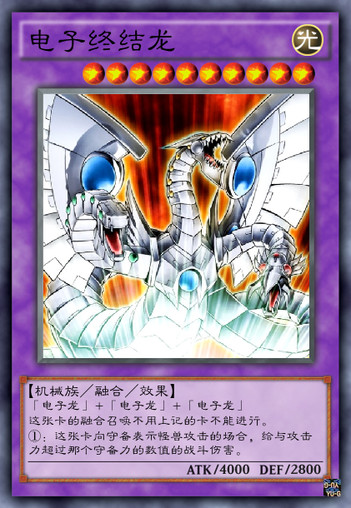 电子终结龙
光
【机械族／融合／效果】
「电子龙」+「电子龙」+「电子龙」
这张卡的融合召唤不用上记的卡不能进行。
①：这张卡向守备表示怪兽攻击的场合，给与攻击
力超过那个守备力的数值的战斗伤害。
ATK/4000 DEF/2800